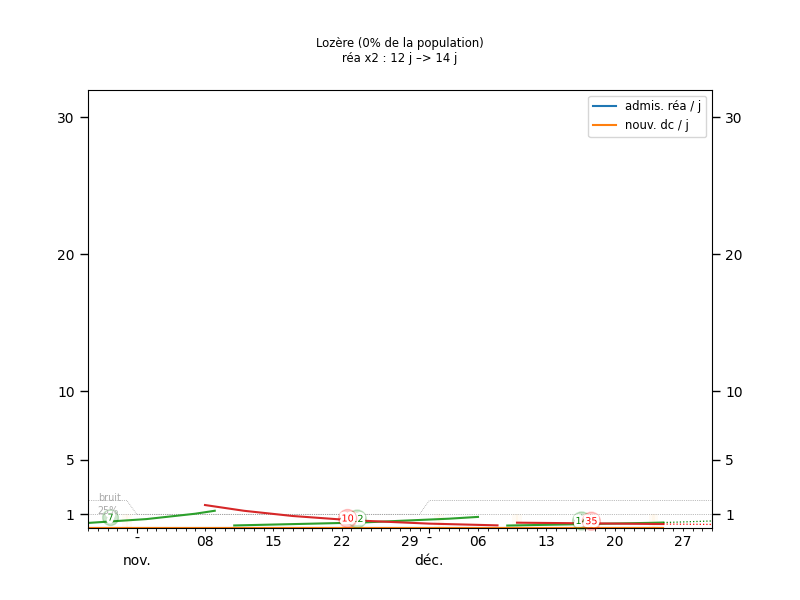 Lozère (0% de la population)
réa x2 : 12 j –> 14 j
admis. réa / j
nouv. dc / j
30 30
20 20
10 10
5 5
bruit
25%
1 7 10 2 35 1
- 08 15 22 29 - 06 13 20 27
nov. déc.